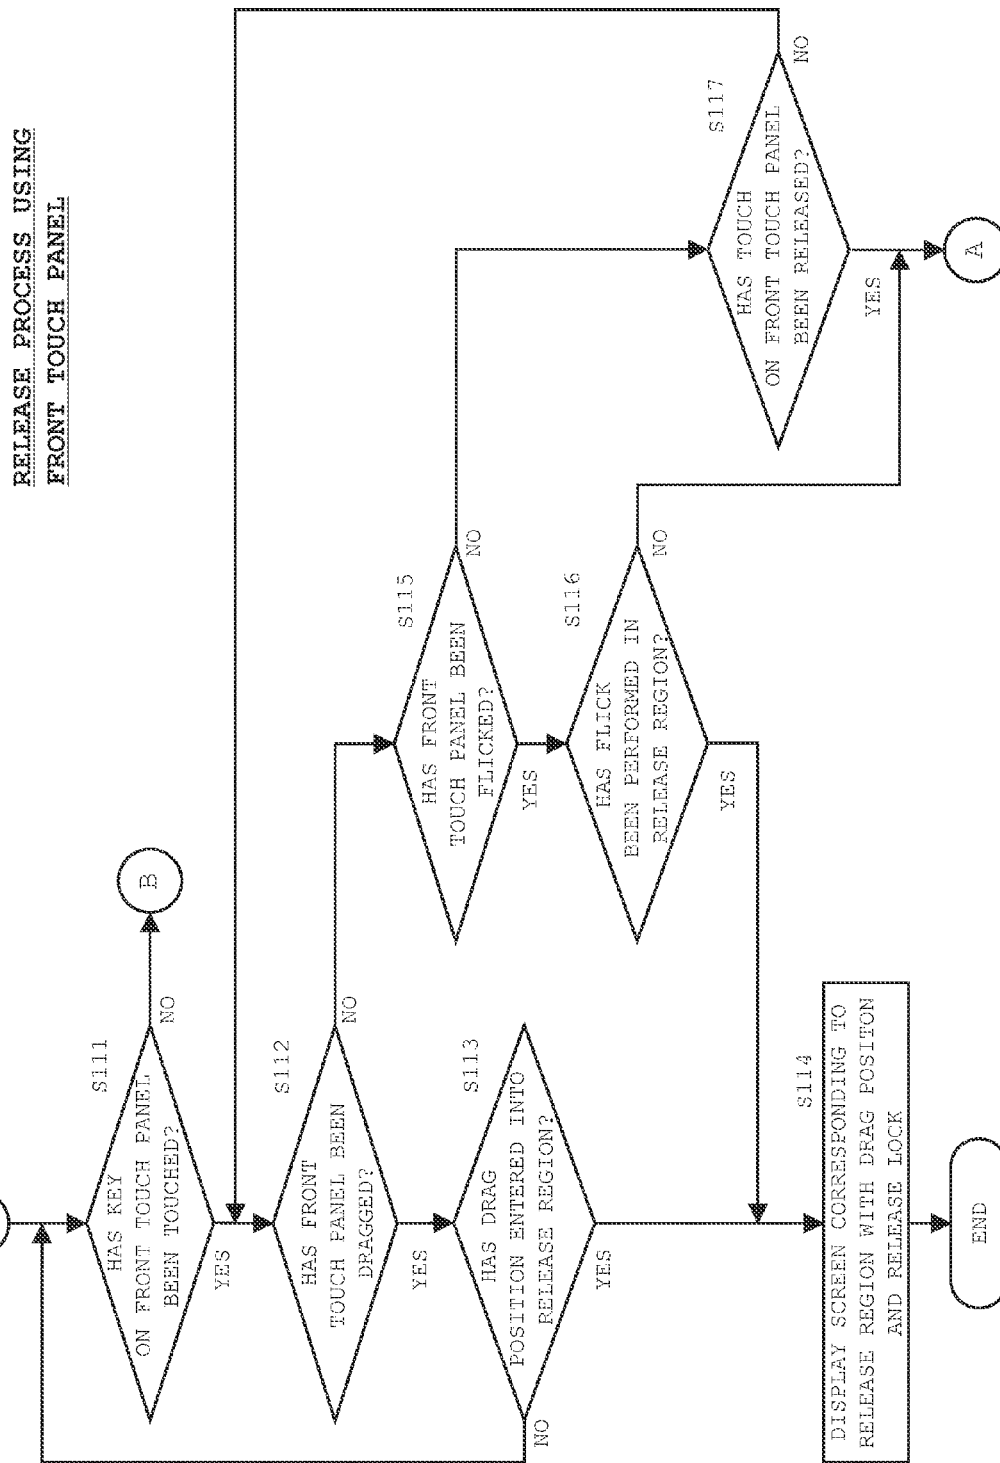 RELEASE PROCESS USING
FRONT TOUCH PANEL
S111
HAS KEY
ON FRONT TOUCH PANEL
BEEN TOUCHED?
NO
B
YES
S112
HAS FRONT
TOUCH PANEL BEEN
DRAGGED?
NO
YES
S113
HAS DRAG
POSITION ENTERED INTO
RELEASE REGION?
NO
YES
S114
DISPLAY SCREEN CORRESPONDING TO
RELEASE REGION WITH DRAG POSITON
AND RELEASE LOCK
END
S115
HAS FRONT
TOUCH PANEL BEEN
FLICKED?
NO
YES
S116
HAS FLICK
BEEN PERFORMED IN
RELEASE REGION?
NO
YES
S117
HAS TOUCH
ON FRONT TOUCH PANEL
BEEN RELEASED?
NO
YES
A